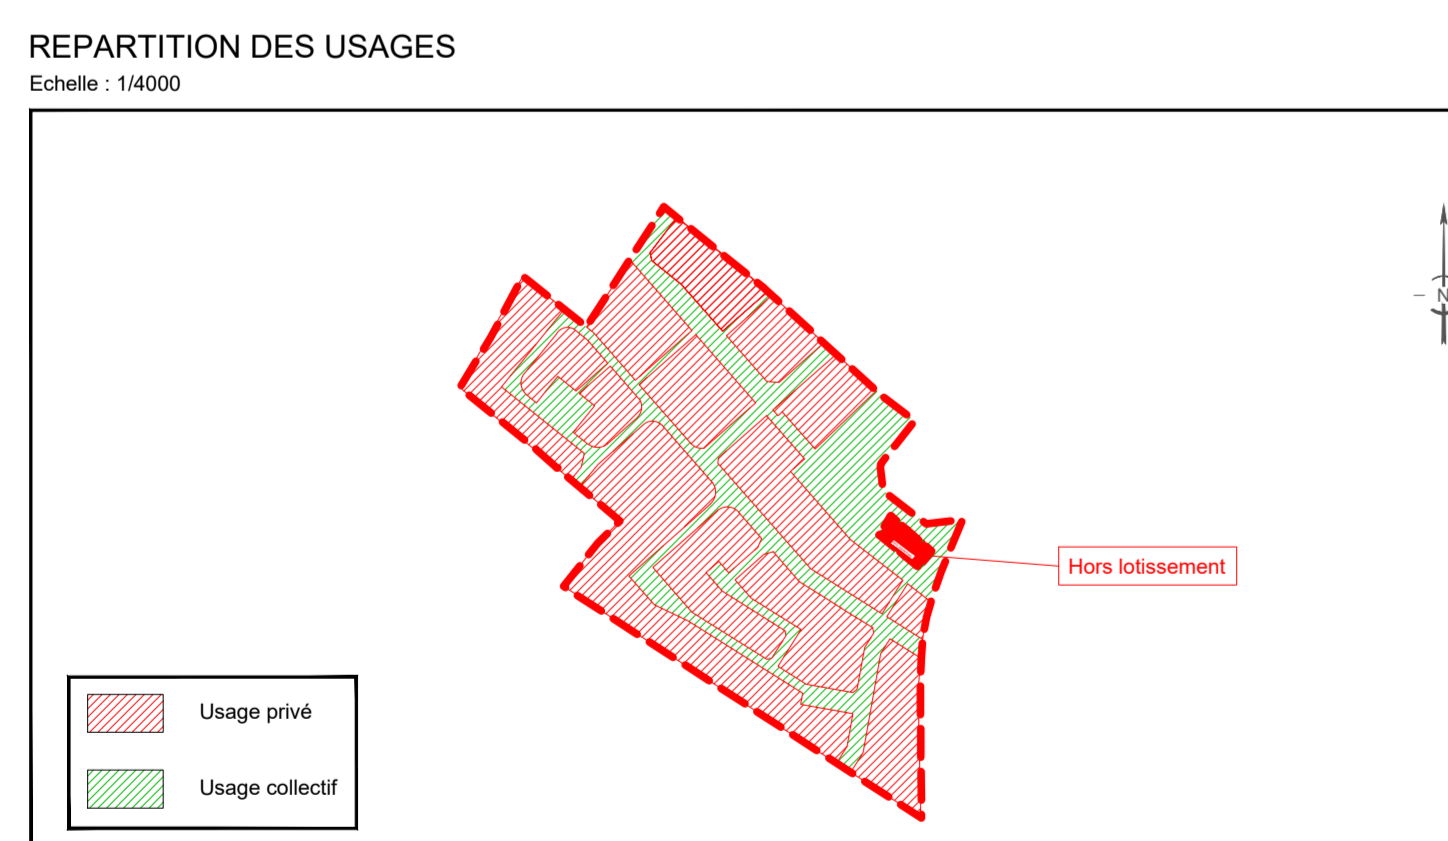 REPARTITION DES USAGES
Echelle : 1/4000
N
Hors lotissement
Usage privé
Usage collectif